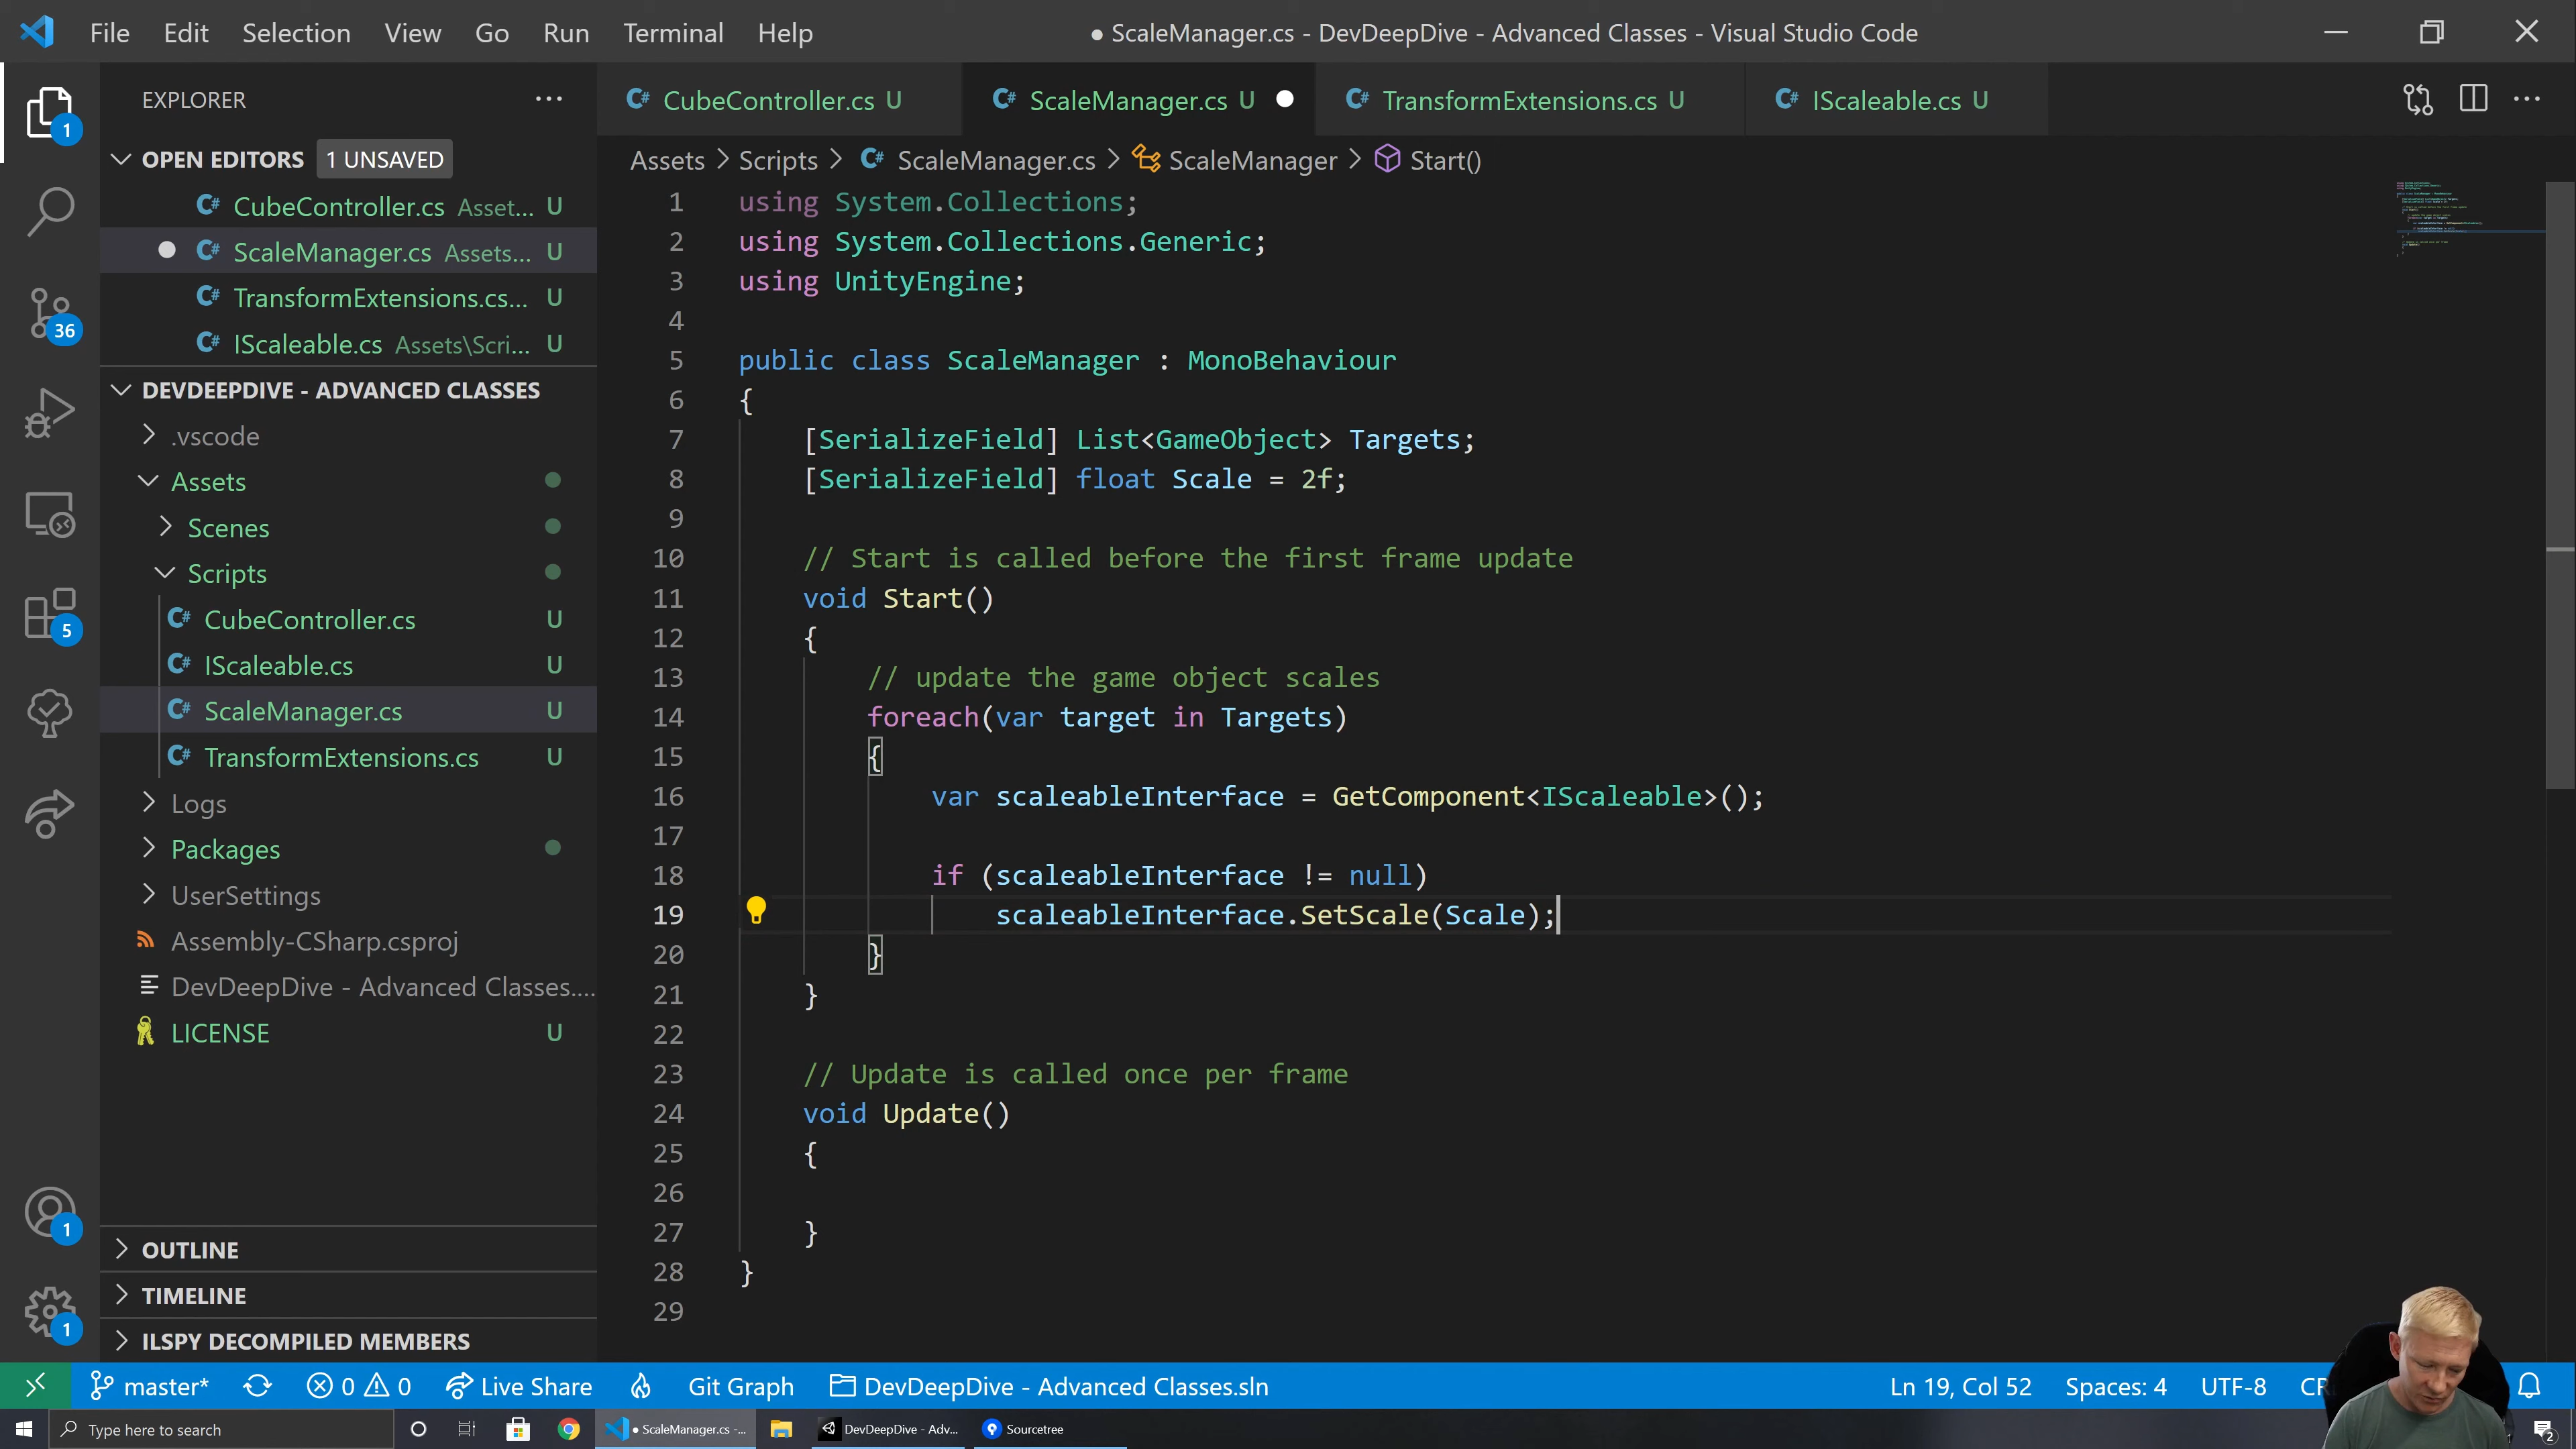 File Edit Selection View Go Run Terminal Help
● ScaleManager.cs - DevDeepDive - Advanced Classes - Visual Studio Code
EXPLORER
OPEN EDITORS 1 UNSAVED
CubeController.cs Asset... U
ScaleManager.cs Assets... U
TransformExtensions.cs... U
IScaleable.cs Assets\Scri... U
DEVDEEPDIVE - ADVANCED CLASSES
.vscode
Assets
Scenes
Scripts
CubeController.cs U
IScaleable.cs U
ScaleManager.cs U
TransformExtensions.cs U
Logs
Packages
UserSettings
Assembly-CSharp.csproj
DevDeepDive - Advanced Classes....
LICENSE U
OUTLINE
TIMELINE
ILSPY DECOMPILED MEMBERS
1
36
5
1
1
CubeController.cs U
ScaleManager.cs U
TransformExtensions.cs U
IScaleable.cs U
Assets > Scripts > ScaleManager.cs > ScaleManager > Start()
1 using System.Collections;
2 using System.Collections.Generic;
3 using UnityEngine;
4
5 public class ScaleManager : MonoBehaviour
6 {
7 [SerializeField] List<GameObject> Targets;
8 [SerializeField] float Scale = 2f;
9
10 // Start is called before the first frame update
11 void Start()
12 {
13 // update the game object scales
14 foreach(var target in Targets)
15 {
16 var scaleableInterface = GetComponent<IScaleable>();
17
18 if (scaleableInterface != null)
19 scaleableInterface.SetScale(Scale);
20 }
21 }
22
23 // Update is called once per frame
24 void Update()
25 {
26
27 }
28 }
29
master* 0 0 Live Share Git Graph DevDeepDive - Advanced Classes.sln
Ln 19, Col 52 Spaces: 4 UTF-8
Type here to search
● ScaleManager.cs -...
DevDeepDive - Adv...
Sourcetree
2